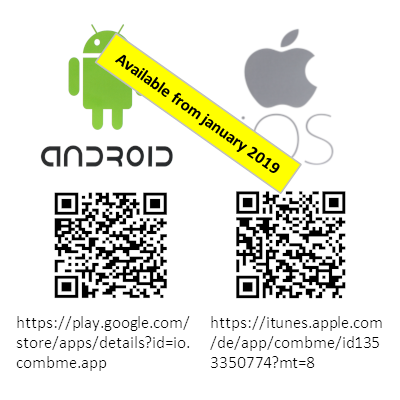 Available from january 2019
iOS
ANDROID
https://play.google.com/
store/apps/details?id=io.
combme.app
https://itunes.apple.com
/de/app/combme/id135
3350774?mt=8